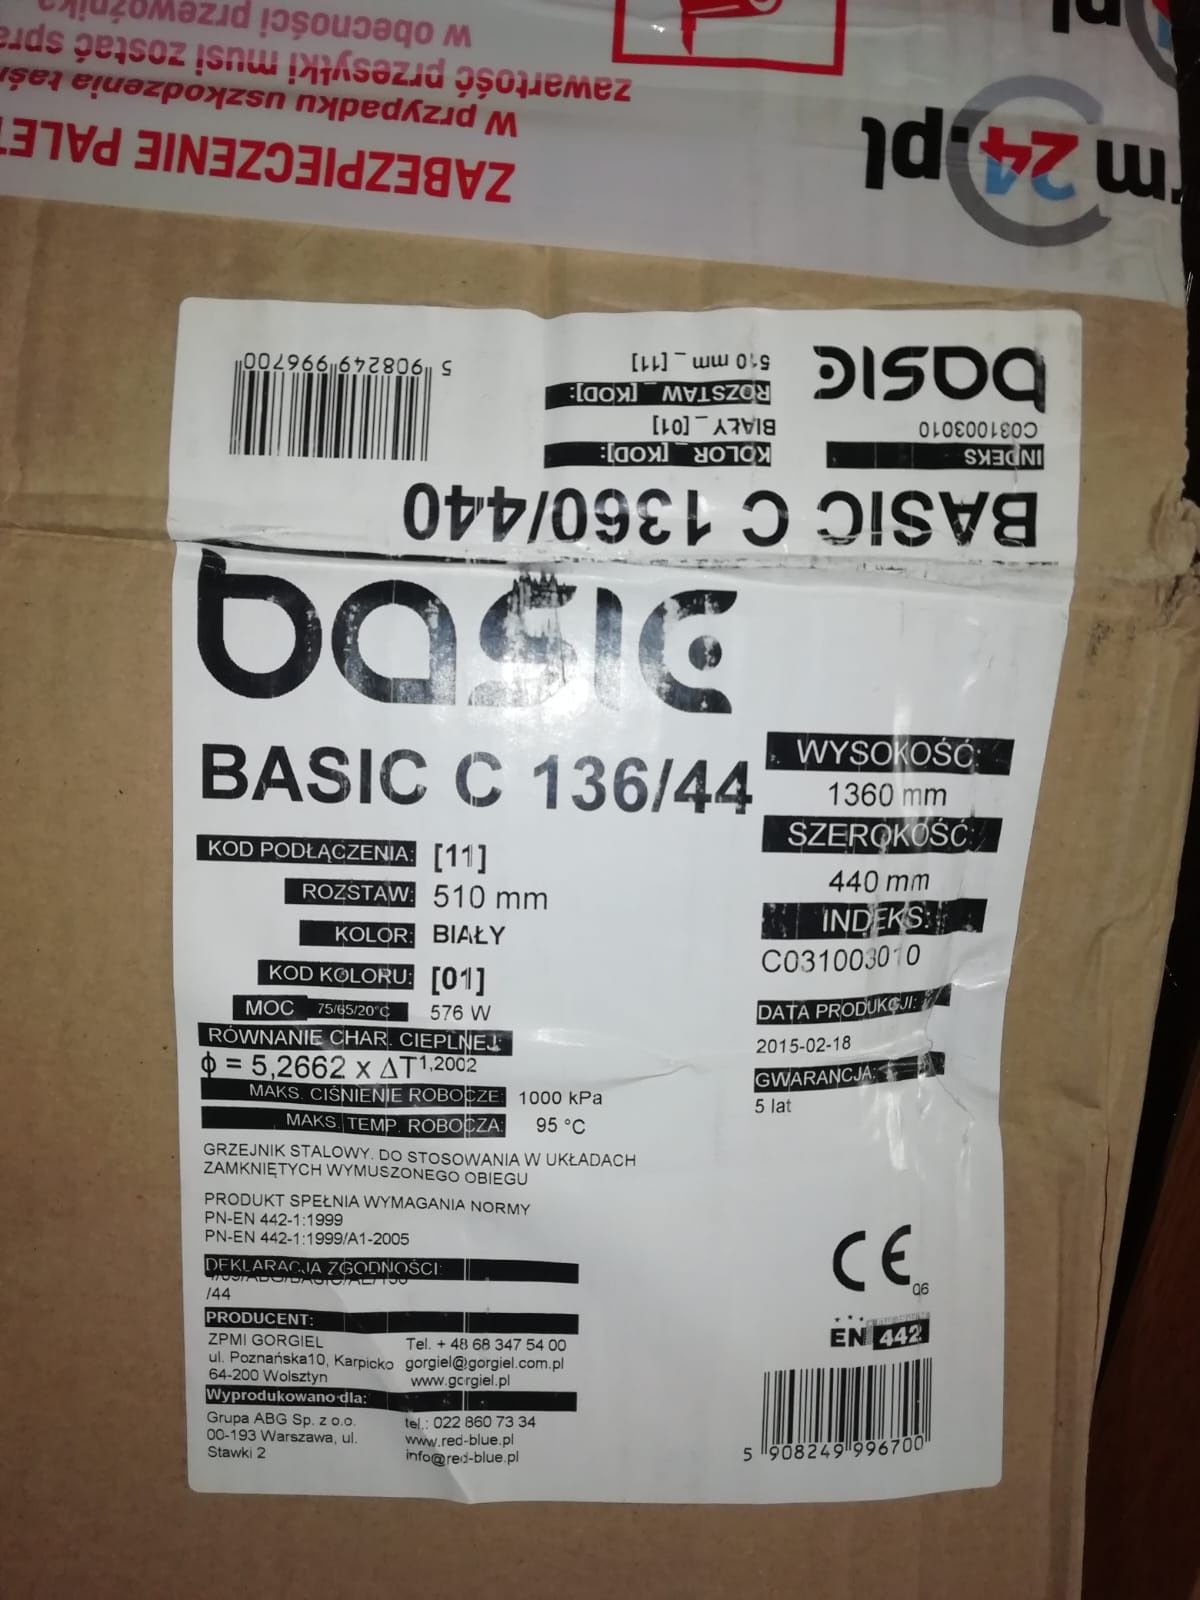 w obecności przewoźnika
zawartość przesyłki musi zostać
W przypadku uszkodzenia
ZABEZPIECZENIE
.pl
rm 24.pl
basic
INDEKS
C031003010
KOLOR_[KOD]:
BIAŁY_[01]
ROZSTAW_[KOD]:
510 mm_[11]
5 908249 996700
BASIC C 1360/440
basic
BASIC C 136/44
KOD PODŁĄCZENIA: [11]
ROZSTAW: 510 mm
KOLOR: BIAŁY
KOD KOLORU: [01]
MOC 75/65/20°C 576 W
RÓWNANIE CHAR. CIEPLNEJ:
ϕ = 5,2662 x ΔT1,2002
MAKS. CIŚNIENIE ROBOCZE: 1000 kPa
MAKS. TEMP. ROBOCZA: 95 °C
WYSOKOŚĆ:
1360 mm
SZEROKOŚĆ:
440 mm
INDEKS:
C031003010
DATA PRODUKCJI:
2015-02-18
GWARANCJA:
5 lat
GRZEJNIK STALOWY. DO STOSOWANIA W UKŁADACH
ZAMKNIĘTYCH WYMUSZONEGO OBIEGU
PRODUKT SPEŁNIA WYMAGANIA NORMY
PN-EN 442-1:1999
PN-EN 442-1:1999/A1-2005
DEKLARACJA ZGODNOŚCI:
/44
PRODUCENT:
ZPMI GORGIEL Tel. + 48 68 347 54 00
ul. Poznańska10, Karpicko gorgiel@gorgiel.com.pl
64-200 Wolsztyn www.gorgiel.pl
Wyprodukowano dla:
Grupa ABG Sp. z o.o. tel.: 022 860 73 34
00-193 Warszawa, ul. www.red-blue.pl
Stawki 2 info@red-blue.pl
CE 06
EN 442
5 908249 996700